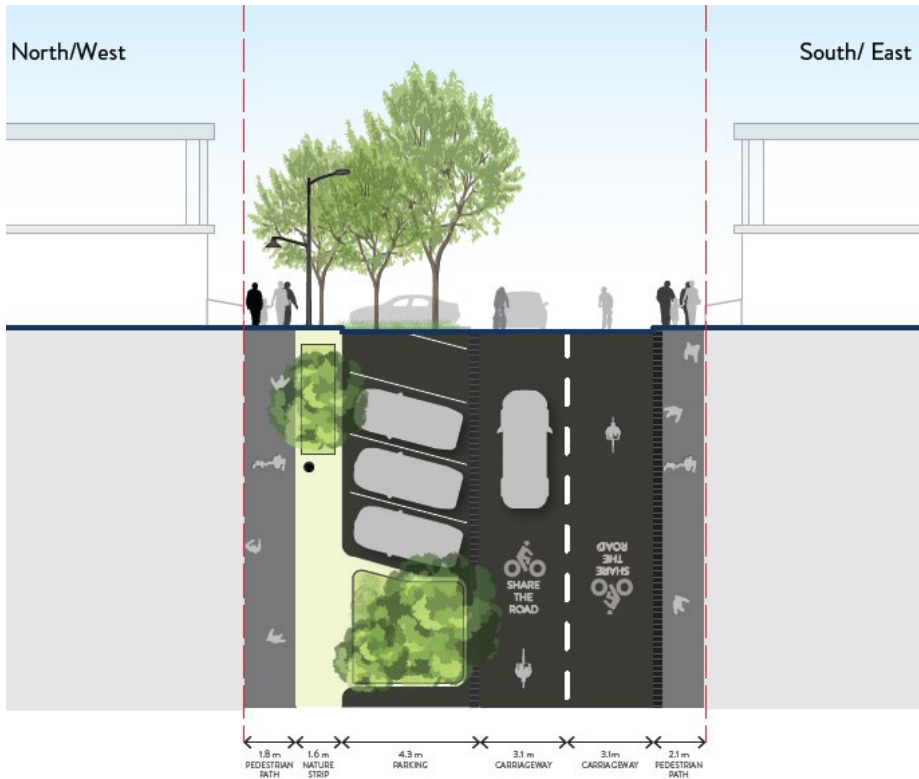 North/West
South/ East
SHARE
THE
ROAD
SHARE
THE
ROAD
1.8 m
PEDESTRIAN
PATH
1.6 m
NATURE
STRIP
4.3 m
PARKING
3.1 m
CARRIAGEWAY
3.1m
CARRIAGEWAY
2.1 m
PEDESTRIAN
PATH